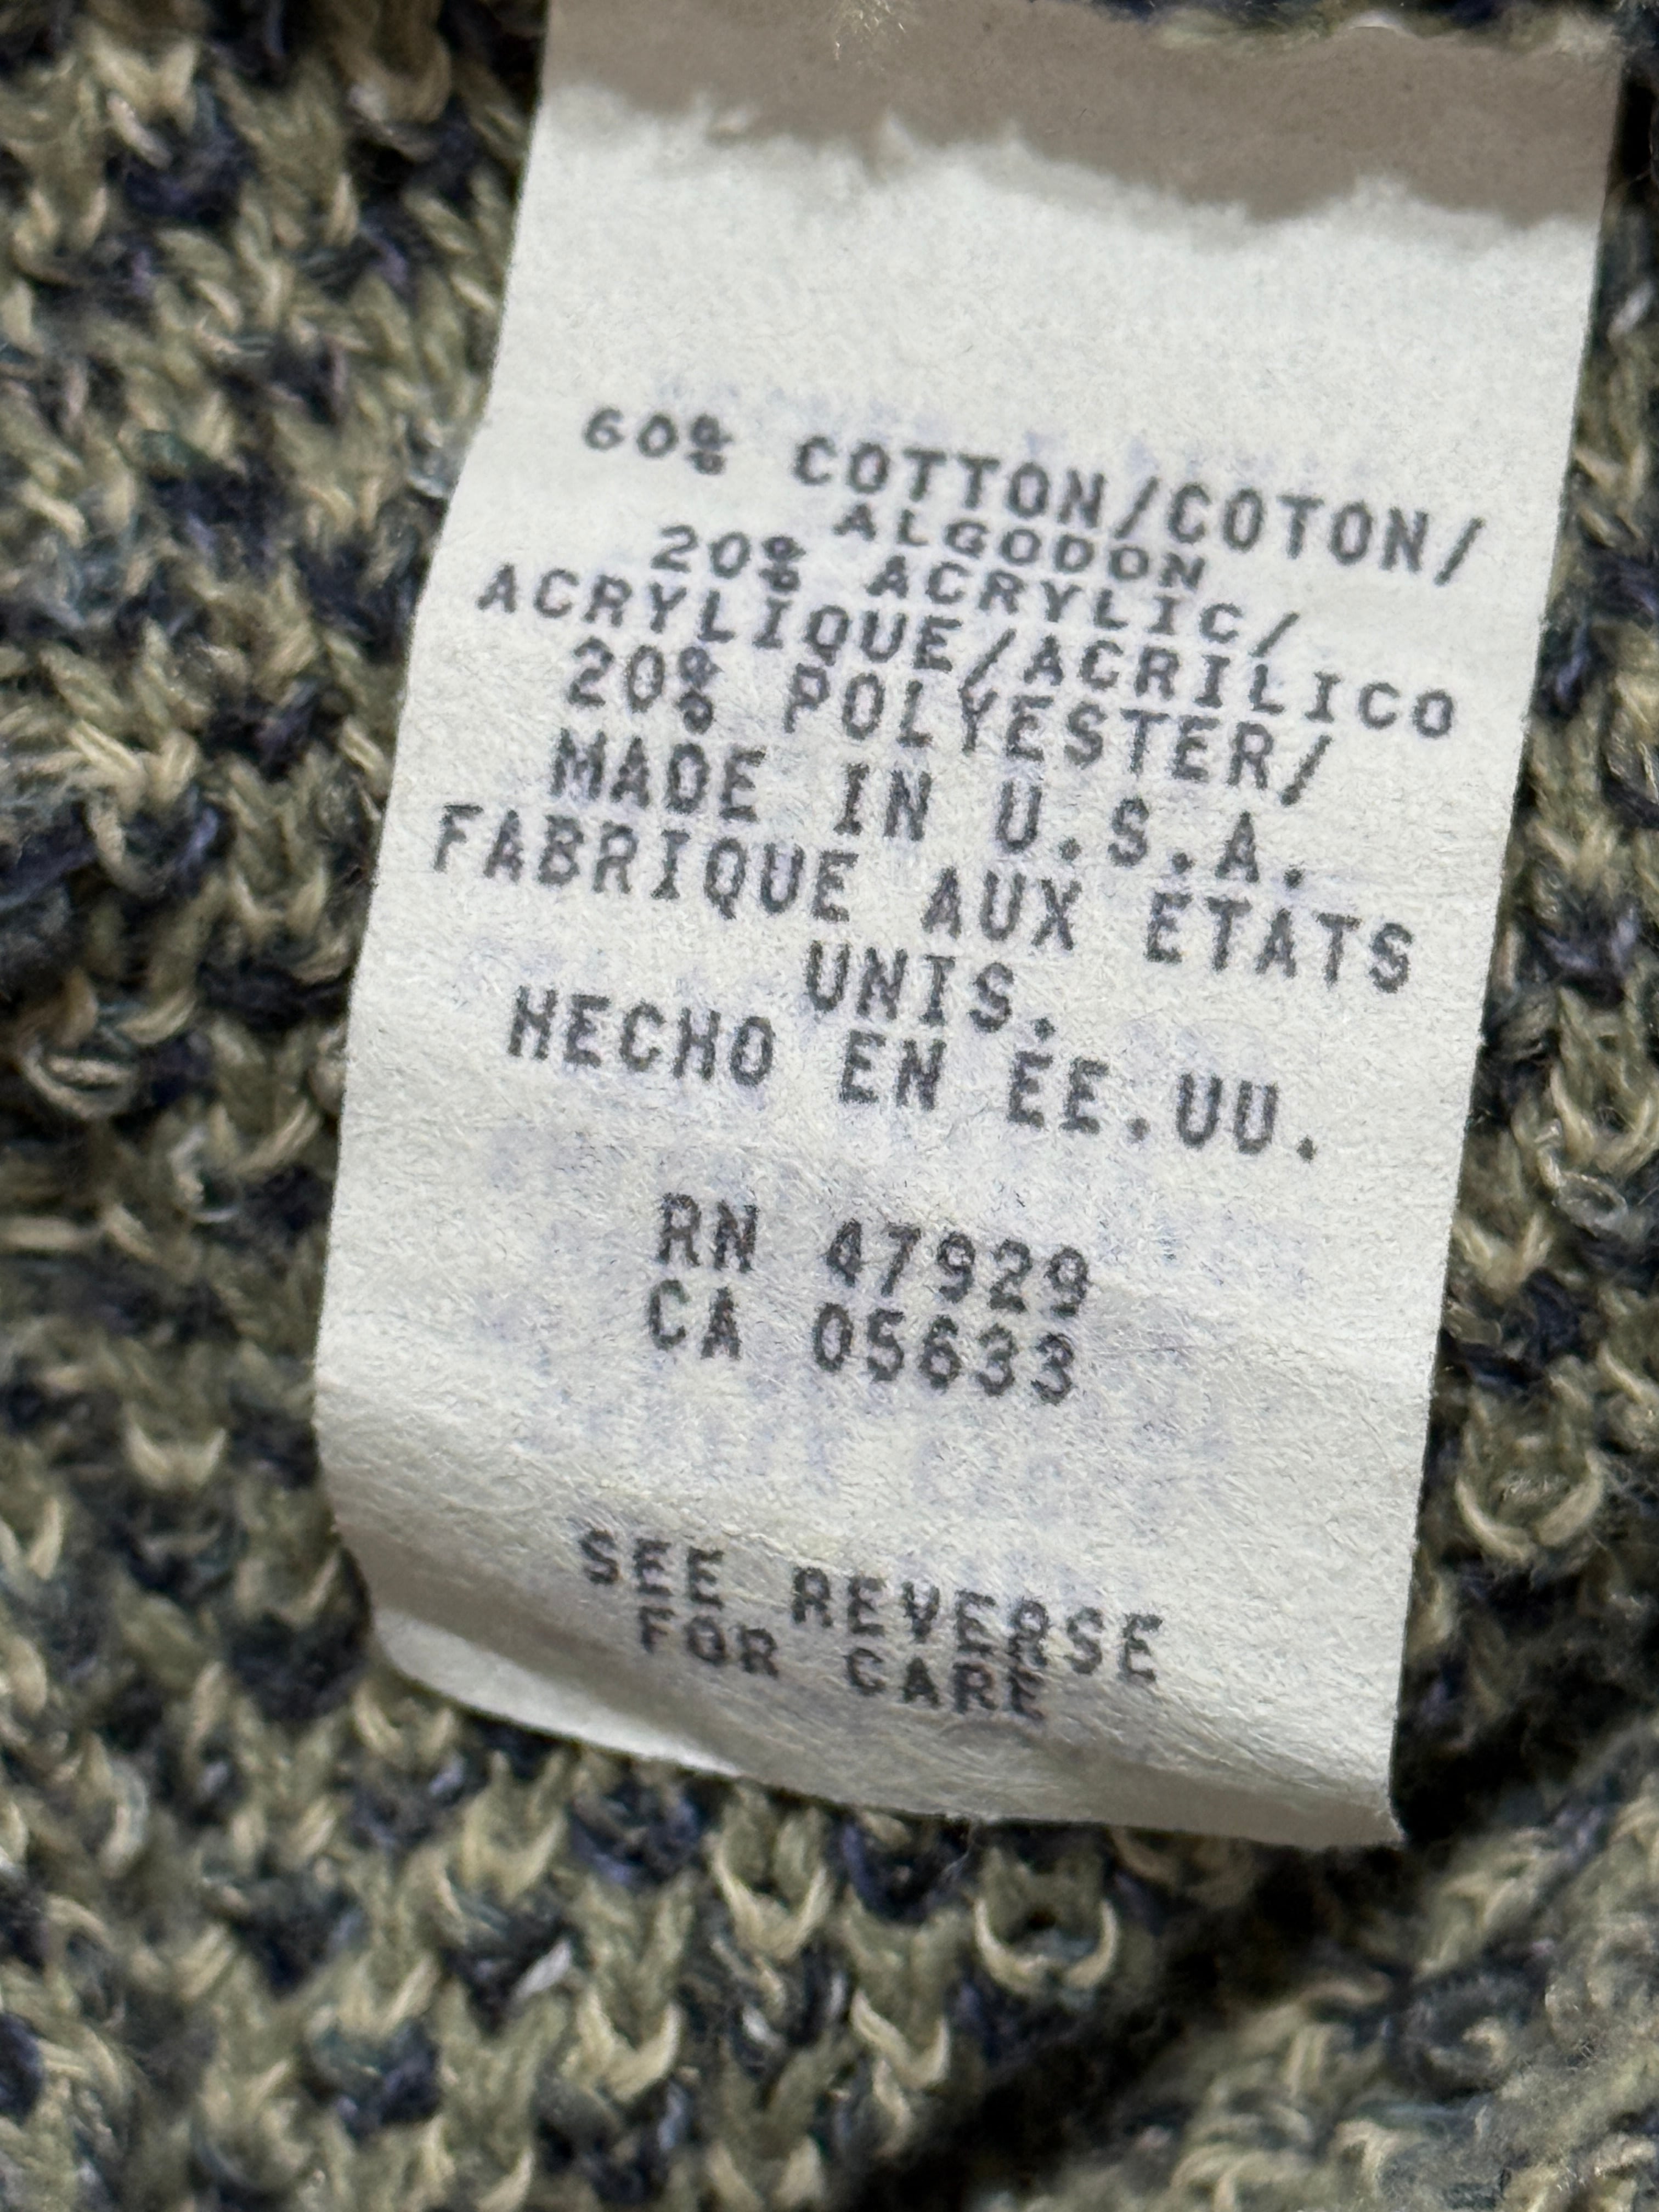 60% COTTON/COTON/
ALGODON
20% ACRYLIC/
ACRYLIQUE/ACRILICO
20% POLYESTER/
MADE IN U.S.A.
FABRIQUE AUX ETATS
UNIS.
HECHO EN EE.UU.
RN 47929
CA 05633
SEE REVERSE
FOR CARE